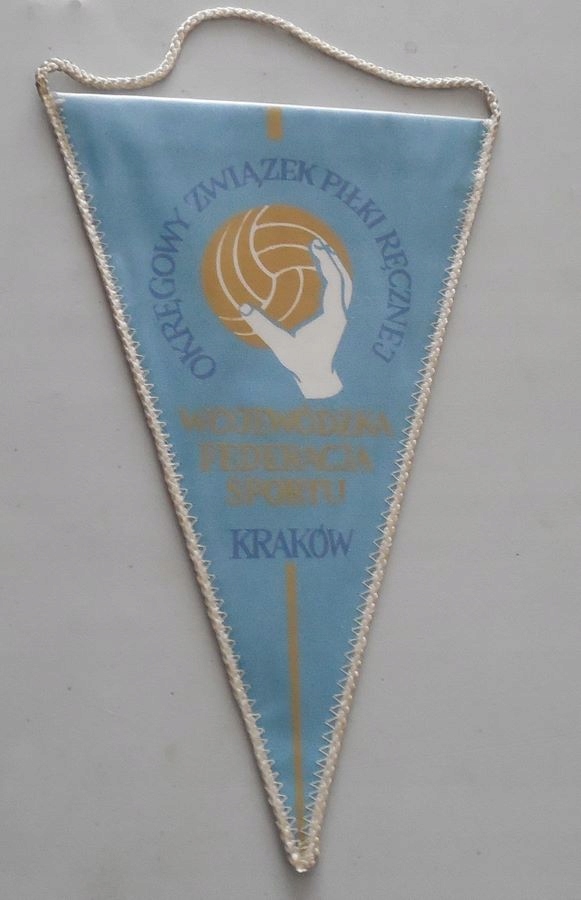 OKRĘGOWY ZWIĄZEK PIŁKI RĘCZNEJ
WOJEWÓDZKA
FEDERACJA
SPORTU
KRAKÓW